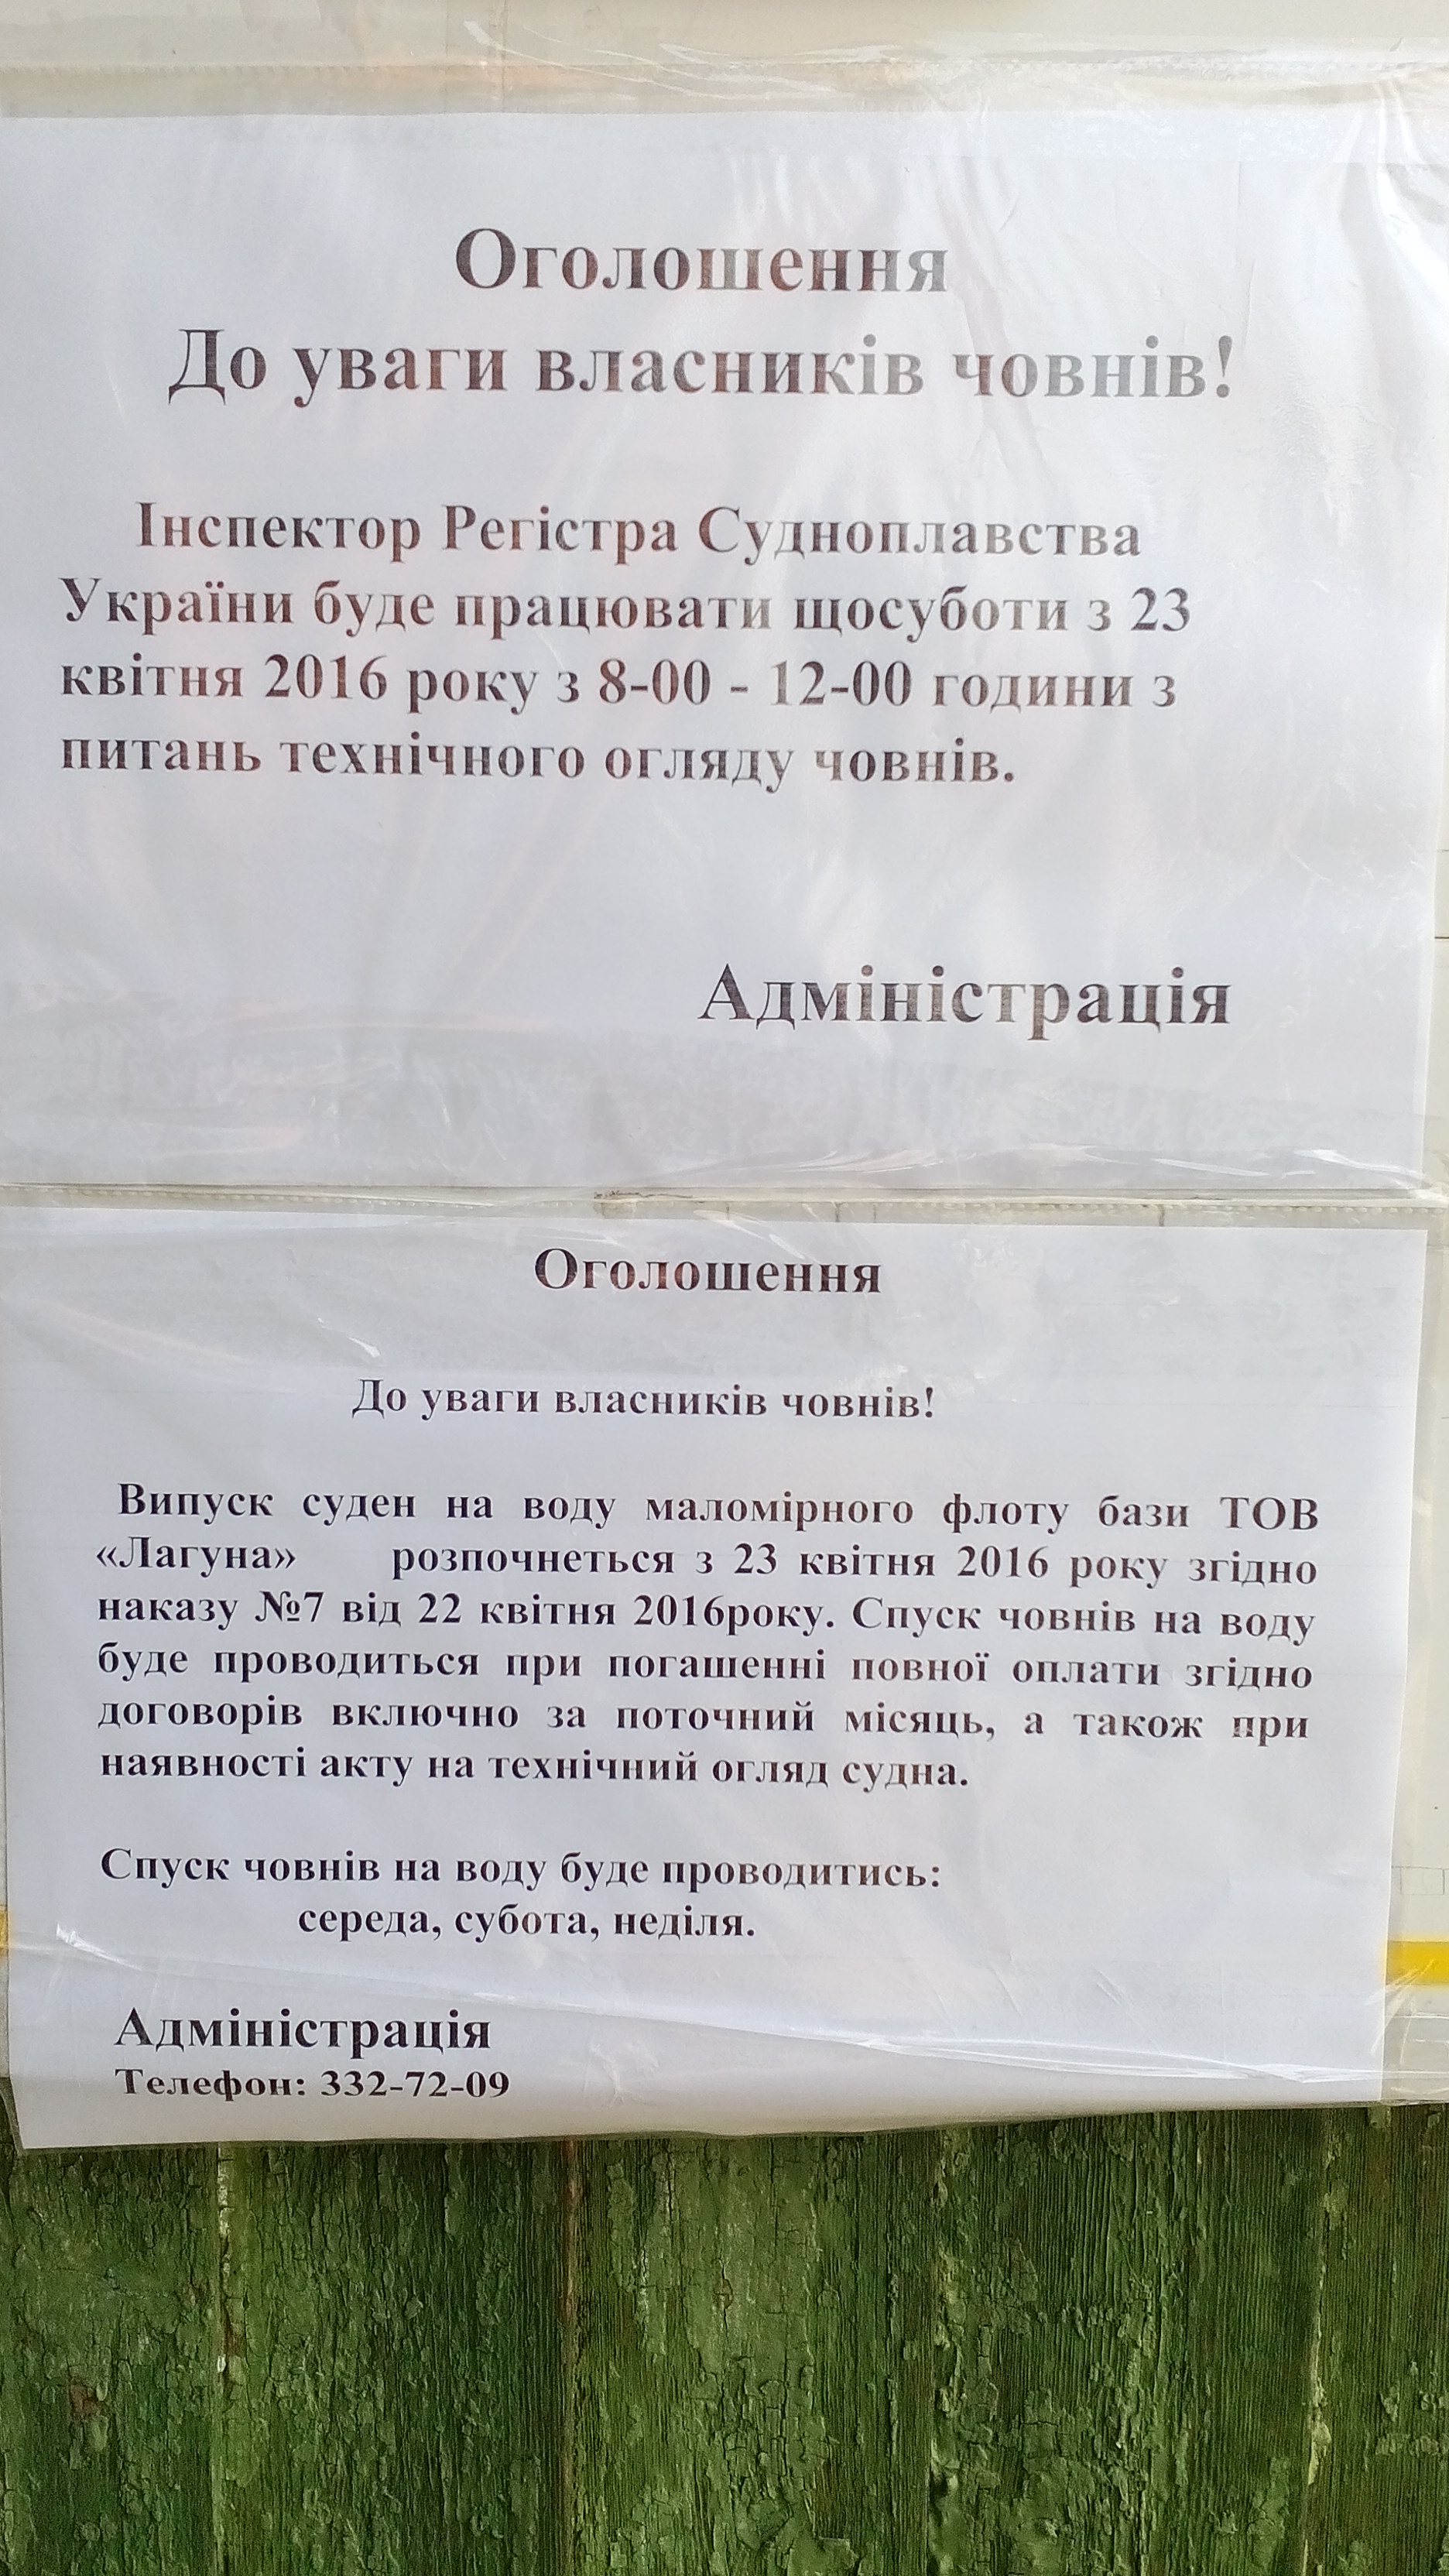 Оголошення
До уваги власників човнів!
Інспектор Регістра Судноплавства
України буде працювати щосуботи з 23
квітня 2016 року з 8-00 - 12-00 години з
питань технічного огляду човнів.
Адміністрація
Оголошення
До уваги власників човнів!
Випуск суден на воду маломірного флоту бази ТОВ
«Лагуна» розпочнеться з 23 квітня 2016 року згідно
наказу №7 від 22 квітня 2016року. Спуск човнів на воду
буде проводиться при погашенні повної оплати згідно
договорів включно за поточний місяць, а також при
наявності акту на технічний огляд судна.
Спуск човнів на воду буде проводитись:
середа, субота, неділя.
Адміністрація
Телефон: 332-72-09